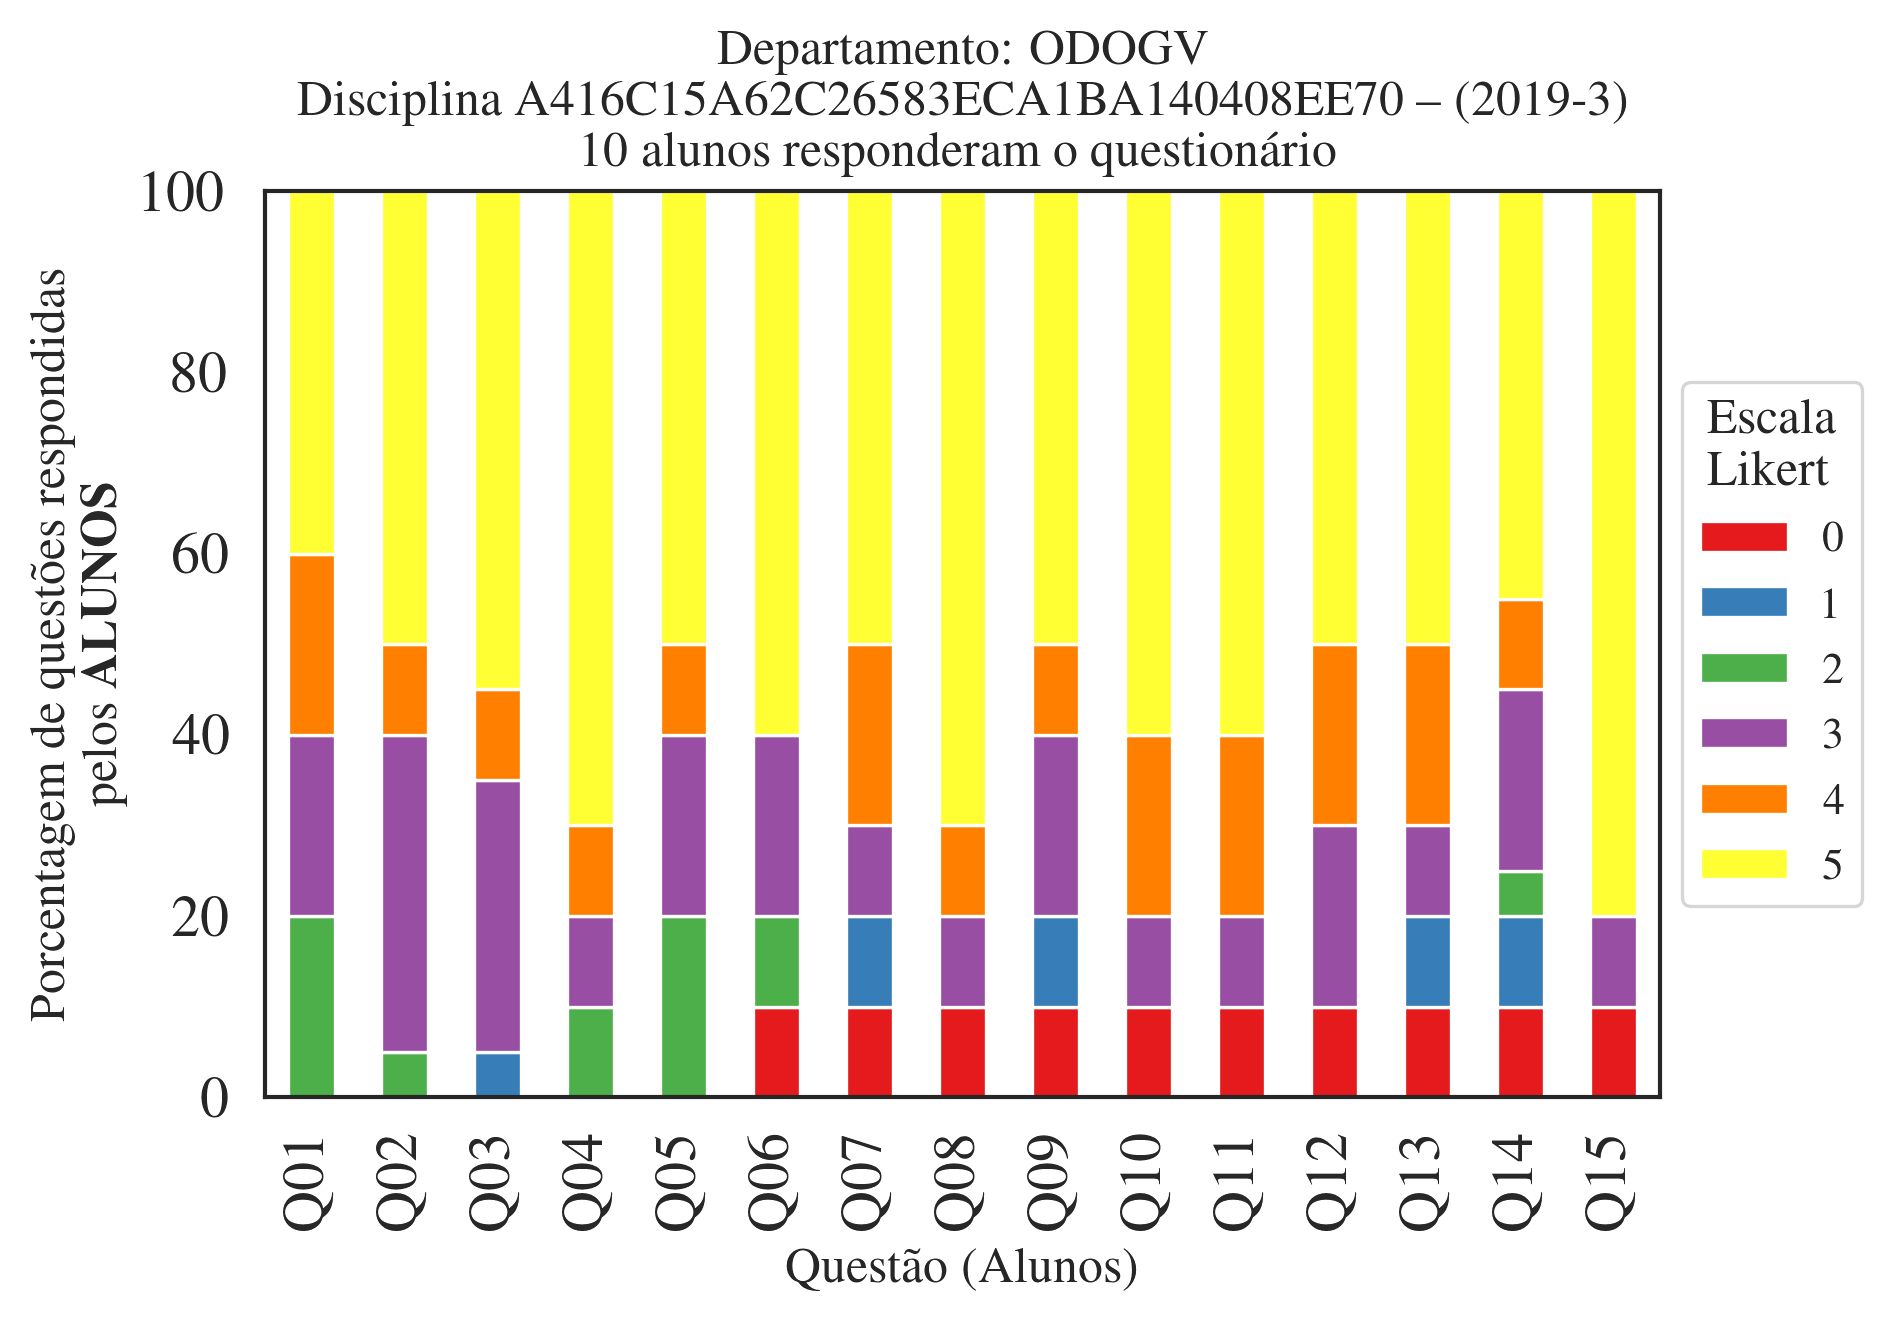 Departamento: ODOGV
Disciplina A416C15A62C26583ECA1BA140408EE70 – (2019-3)
10 alunos responderam o questionário
Porcentagem de questões respondidas
pelos ALUNOS
100
80
60
40
20
0
Q01
Q02
Q03
Q04
Q05
Q06
Q07
Q08
Q09
Q10
Q11
Q12
Q13
Q14
Q15
Questão (Alunos)
Escala
Likert
0
1
2
3
4
5